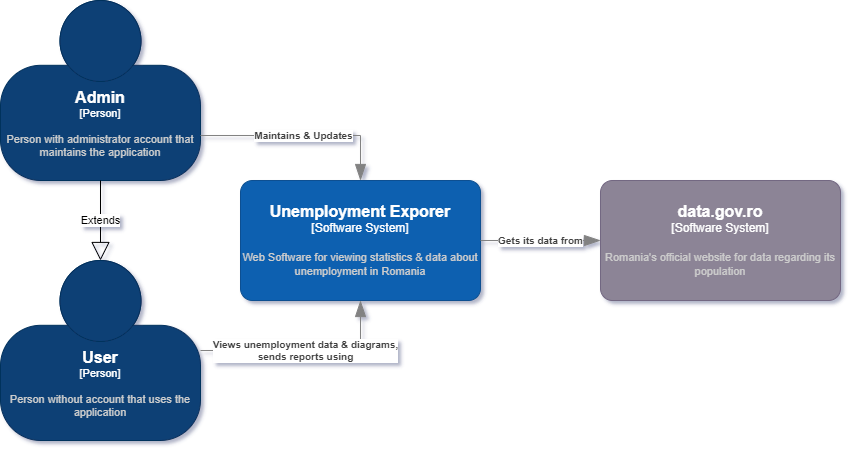 Admin
[Person]
Person with administrator account that
maintains the application
Maintains & Updates
Extends
Unemployment Exporer
[Software System]
Web Software for viewing statistics & data about
unemployment in Romania
Gets its data from
data.gov.ro
[Software System]
Romania's official website for data regarding its
population
User
[Person]
Person without account that uses the
application
Views unemployment data & diagrams,
sends reports using